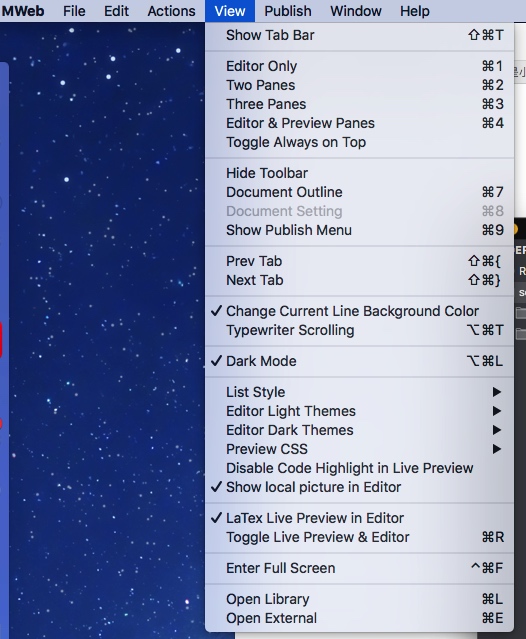 MWeb File Edit Actions View Publish Window Help
Show Tab Bar ⇧⌘T
Editor Only ⌘1
Two Panes ⌘2
Three Panes ⌘3
Editor & Preview Panes ⌘4
Toggle Always on Top
Hide Toolbar
Document Outline ⌘7
Document Setting ⌘8
Show Publish Menu ⌘9
Prev Tab ⇧⌘{
Next Tab ⇧⌘}
✓ Change Current Line Background Color
Typewriter Scrolling ⌥⌘T
✓ Dark Mode ⌥⌘L
List Style ▶
Editor Light Themes ▶
Editor Dark Themes ▶
Preview CSS ▶
Disable Code Highlight in Live Preview
✓ Show local picture in Editor
✓ LaTex Live Preview in Editor
Toggle Live Preview & Editor ⌘R
Enter Full Screen ^⌘F
Open Library ⌘L
Open External ⌘E